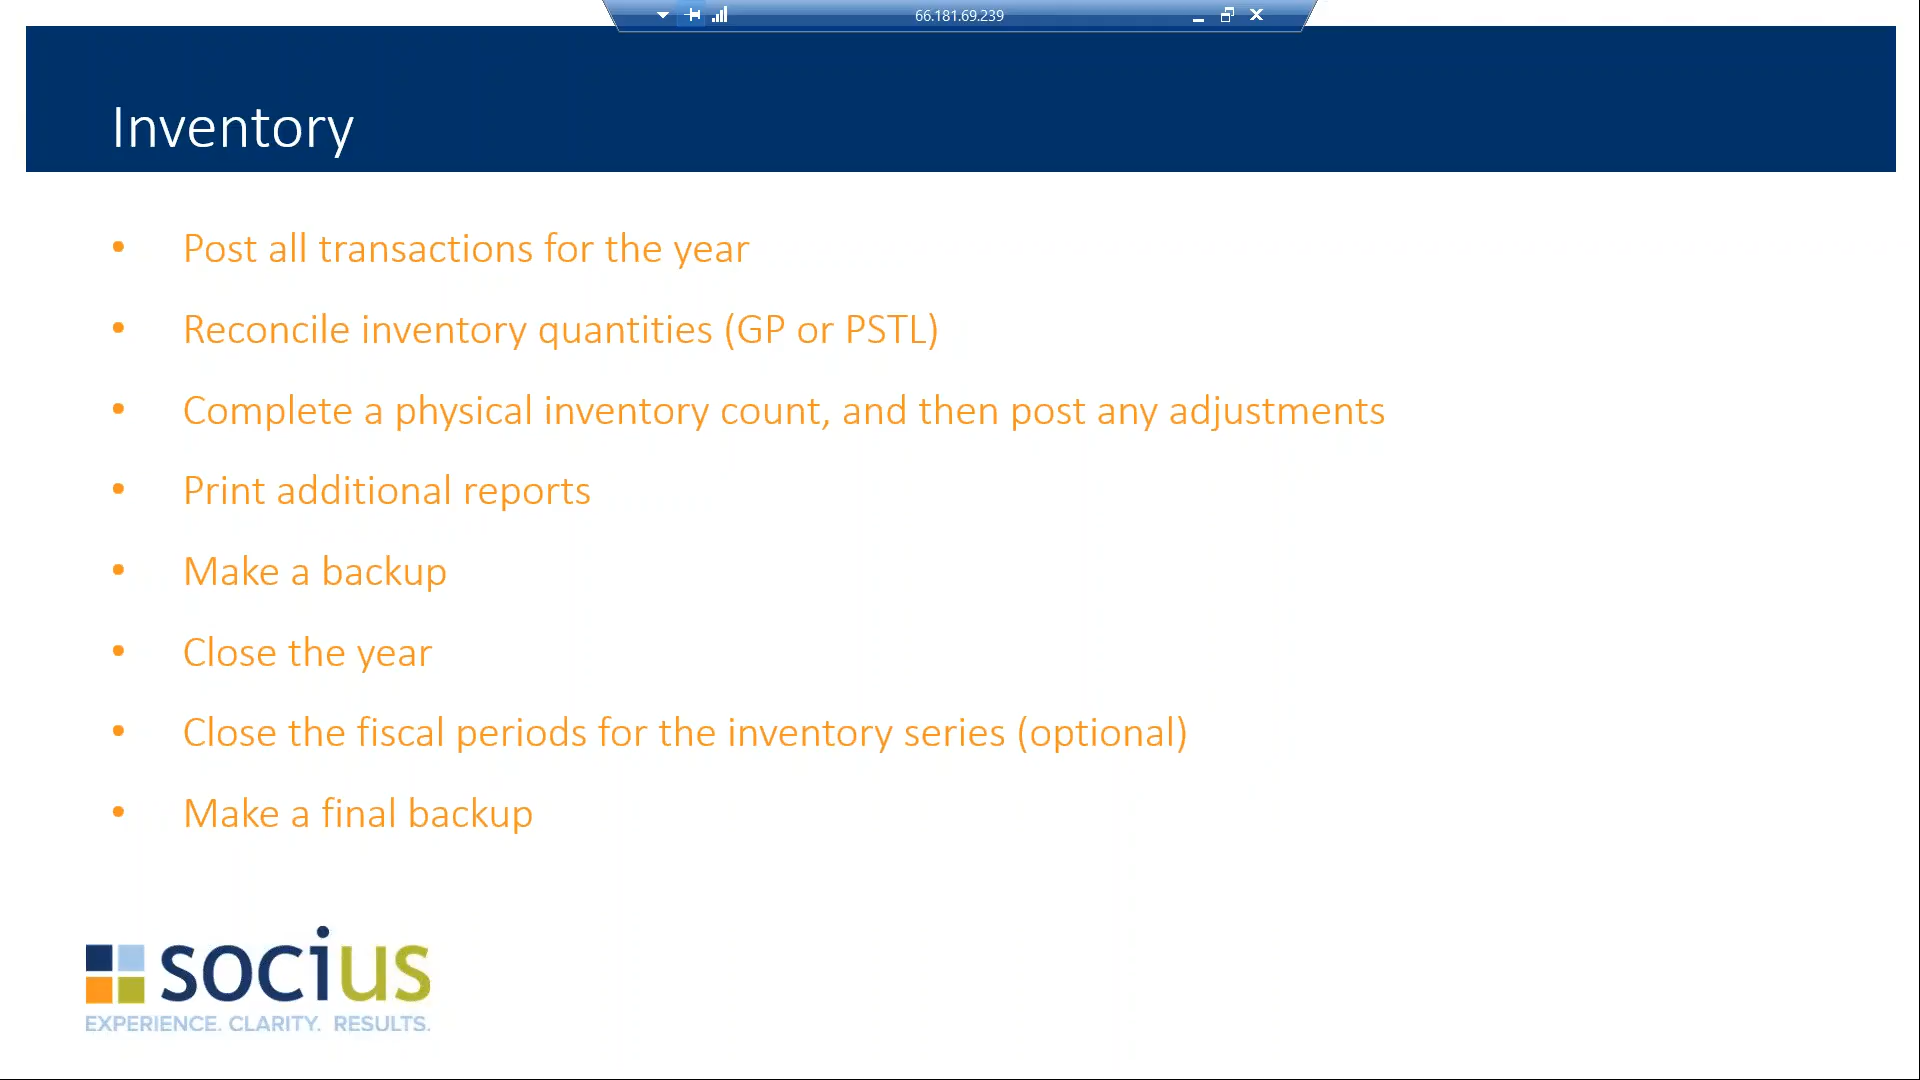 66.181.69.239
Inventory
• Post all transactions for the year
• Reconcile inventory quantities (GP or PSTL)
• Complete a physical inventory count, and then post any adjustments
• Print additional reports
• Make a backup
• Close the year
• Close the fiscal periods for the inventory series (optional)
• Make a final backup
socius
EXPERIENCE. CLARITY. RESULTS.